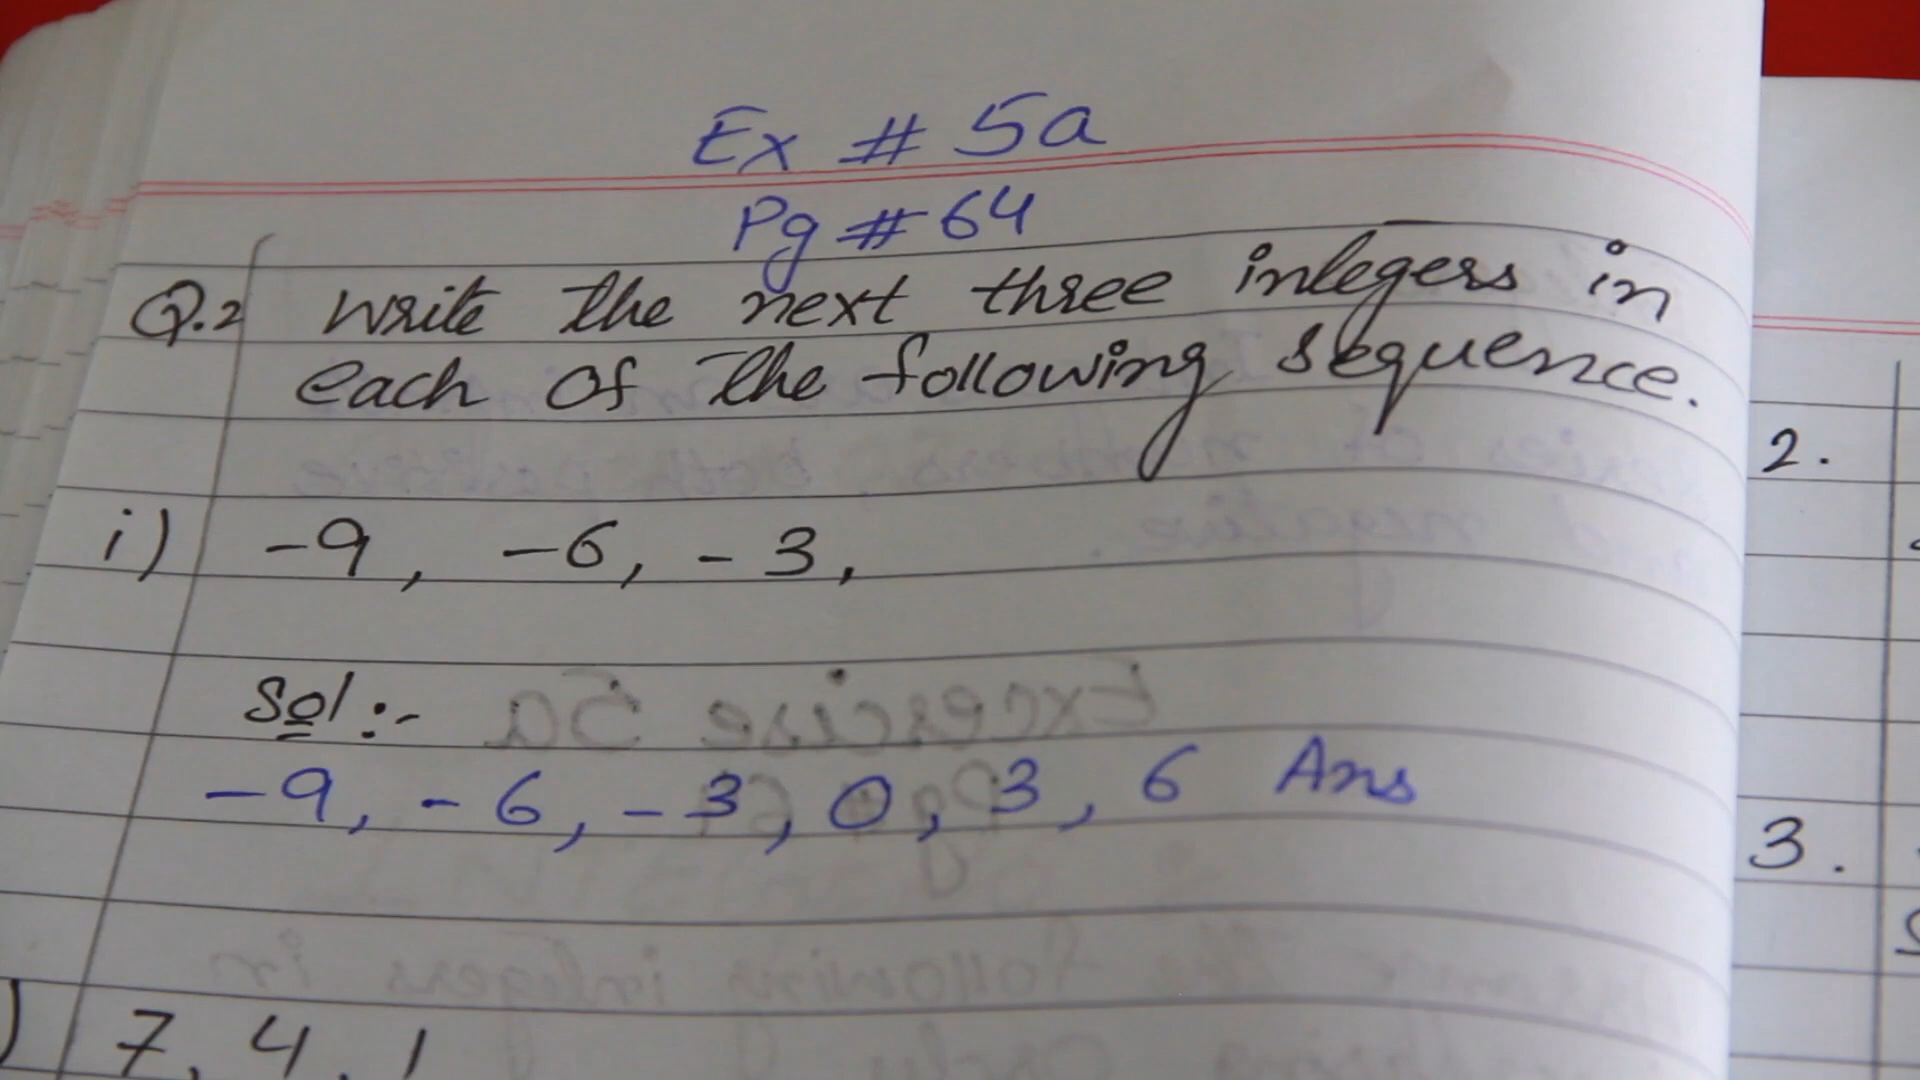 Ex # 5a
Pg # 64
Q.2 Write the next three integers in
each of the following sequence.
i) -9, -6, -3,
Sol :-
-9, -6, -3, 0, 3, 6 Ans
) 7, 4, 1
2.
3.